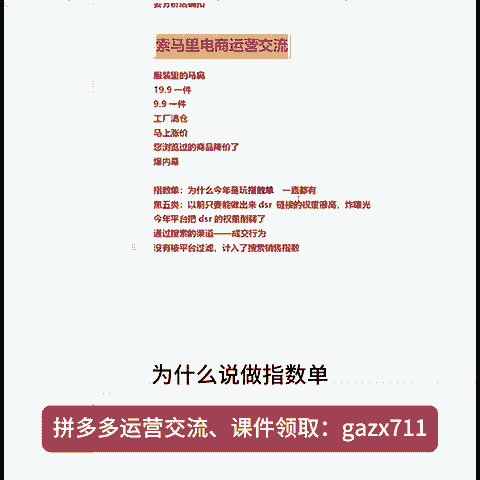 索马里电商运营交流
服装里的马扁
19.9 一件
9.9 一件
工厂清仓
马上涨价
您浏览过的商品降价了
爆内幕
指数单：为什么今年是玩指数单 一直都有
黑五类：以前只要能做出来 dsr 链接的权重很高，炸曝光
今年平台把 dsr 的权重削弱了
通过搜索的渠道——成交行为
没有被平台过滤，计入了搜索销售指数
为什么说做指数单
拼多多运营交流、课件领取：gazx711